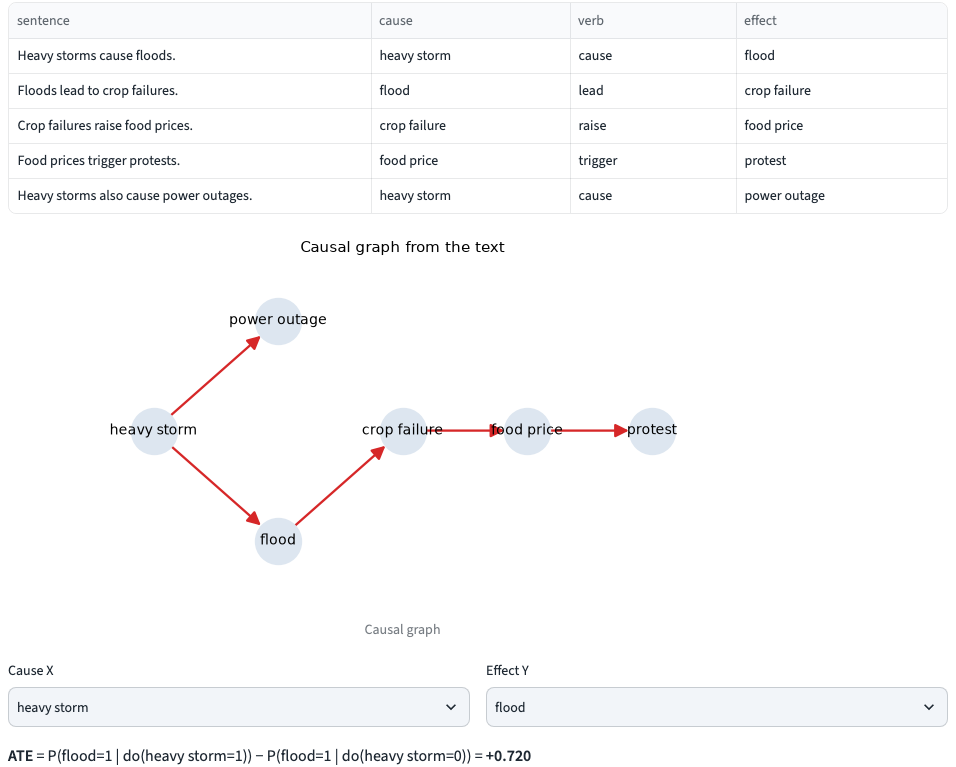 sentence cause verb effect
Heavy storms cause floods. heavy storm cause flood
Floods lead to crop failures. flood lead crop failure
Crop failures raise food prices. crop failure raise food price
Food prices trigger protests. food price trigger protest
Heavy storms also cause power outages. heavy storm cause power outage
Causal graph from the text
power outage
heavy storm crop failure food price protest
flood
Causal graph
Cause X Effect Y
heavy storm flood
ATE = P(flood=1 | do(heavy storm=1)) − P(flood=1 | do(heavy storm=0)) = +0.720